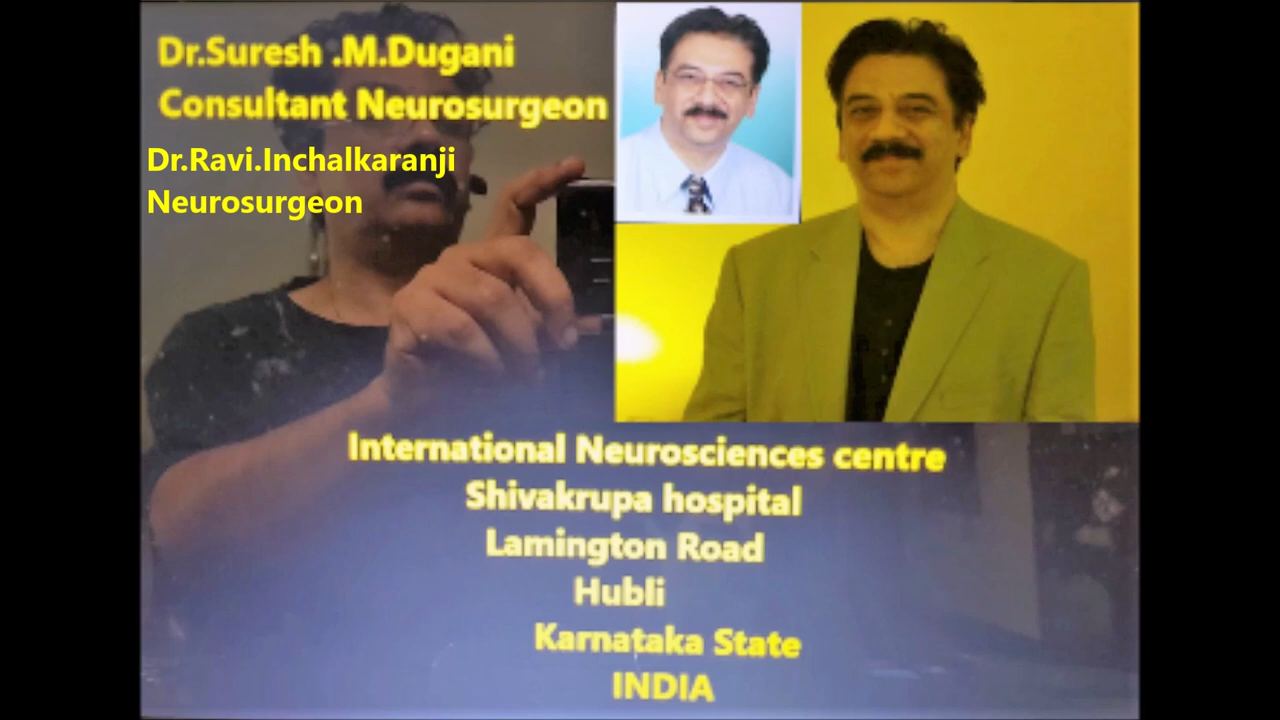 Dr.Suresh .M.Dugani
Consultant Neurosurgeon
Dr.Ravi.Inchalkaranji
Neurosurgeon
International Neurosciences centre
Shivakrupa hospital
Lamington Road
Hubli
Karnataka State
INDIA